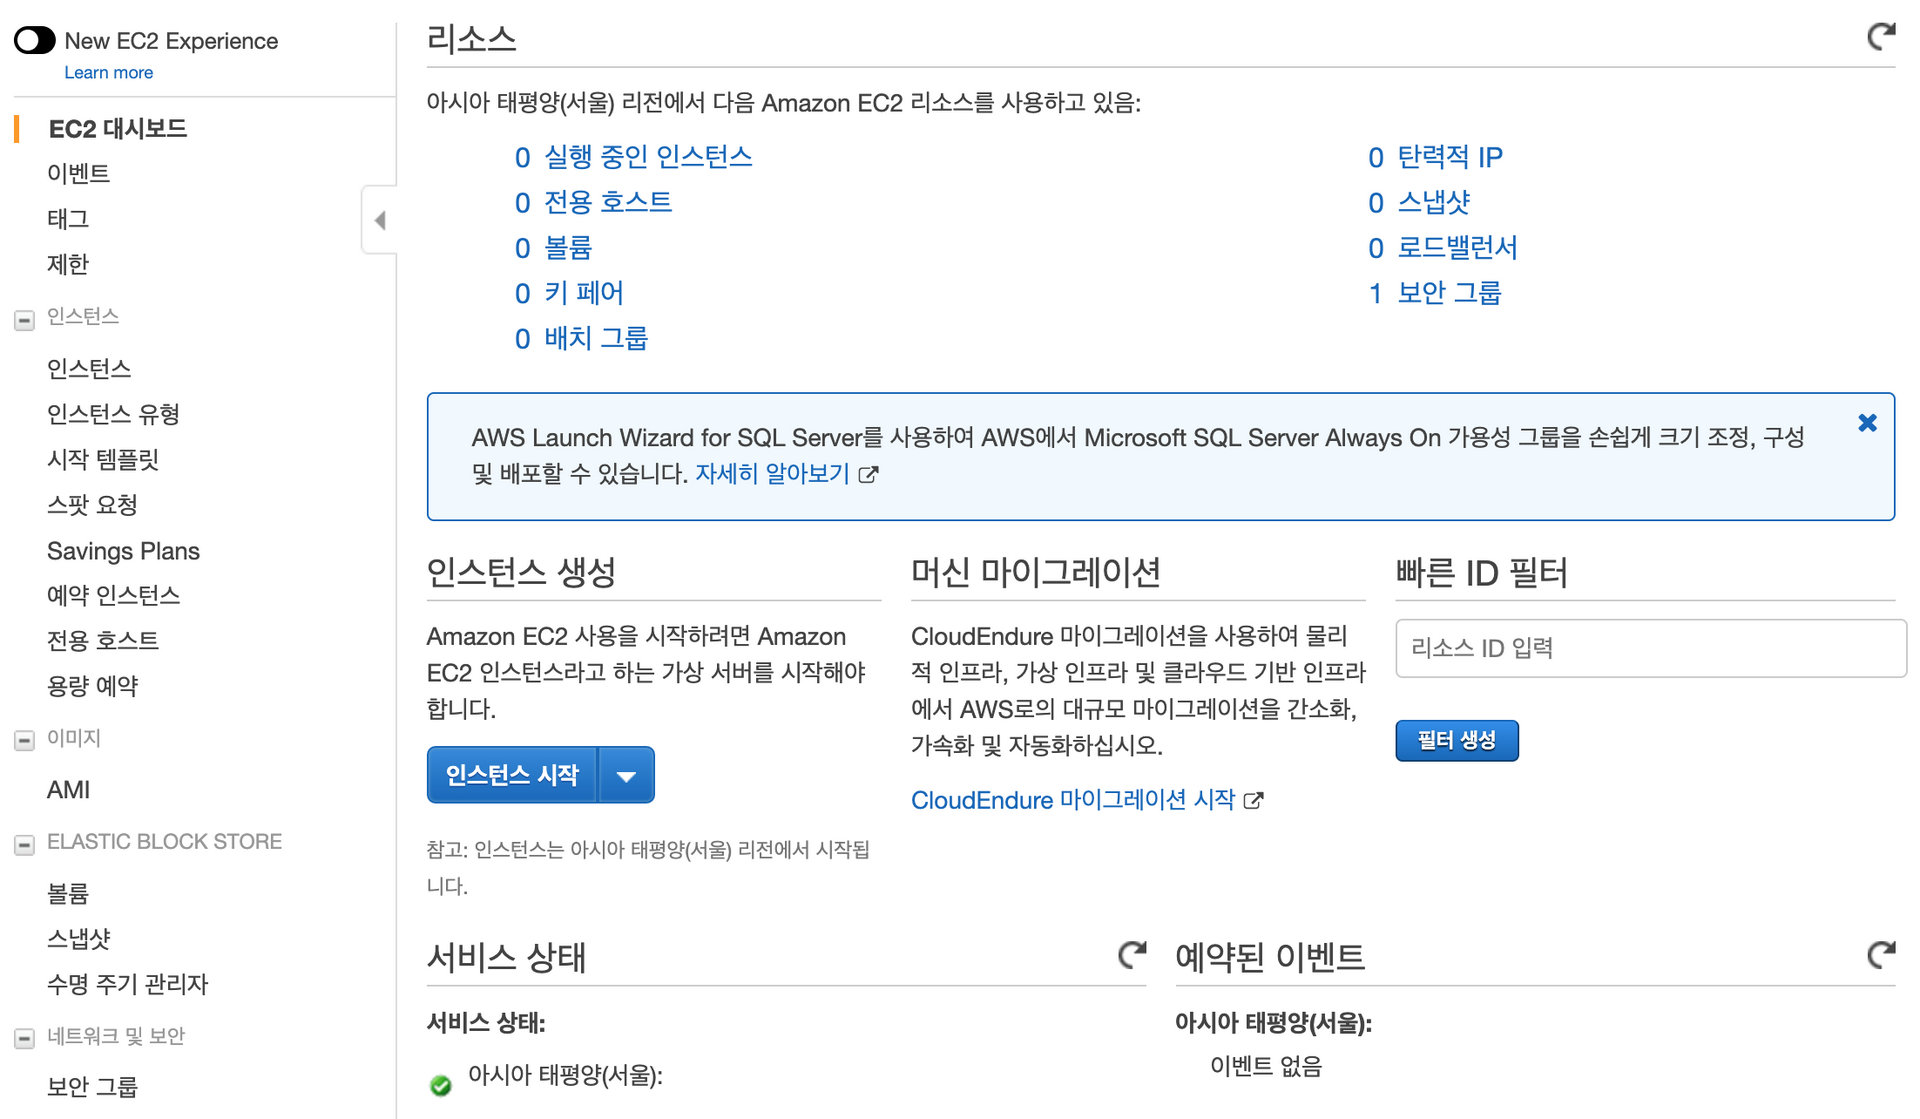 New EC2 Experience
Learn more
EC2 대시보드
이벤트
태그
제한
인스턴스
인스턴스
인스턴스 유형
시작 템플릿
스팟 요청
Savings Plans
예약 인스턴스
전용 호스트
용량 예약
이미지
AMI
ELASTIC BLOCK STORE
볼륨
스냅샷
수명 주기 관리자
네트워크 및 보안
보안 그룹
리소스
아시아 태평양(서울) 리전에서 다음 Amazon EC2 리소스를 사용하고 있음:
0 실행 중인 인스턴스
0 전용 호스트
0 볼륨
0 키 페어
0 배치 그룹
0 탄력적 IP
0 스냅샷
0 로드밸런서
1 보안 그룹
AWS Launch Wizard for SQL Server를 사용하여 AWS에서 Microsoft SQL Server Always On 가용성 그룹을 손쉽게 크기 조정, 구성
및 배포할 수 있습니다. 자세히 알아보기
인스턴스 생성
Amazon EC2 사용을 시작하려면 Amazon
EC2 인스턴스라고 하는 가상 서버를 시작해야
합니다.
인스턴스 시작
참고: 인스턴스는 아시아 태평양(서울) 리전에서 시작됩
니다.
머신 마이그레이션
CloudEndure 마이그레이션을 사용하여 물리
적 인프라, 가상 인프라 및 클라우드 기반 인프라
에서 AWS로의 대규모 마이그레이션을 간소화,
가속화 및 자동화하십시오.
CloudEndure 마이그레이션 시작
빠른 ID 필터
리소스 ID 입력
필터 생성
서비스 상태
서비스 상태:
아시아 태평양(서울):
예약된 이벤트
아시아 태평양(서울):
이벤트 없음